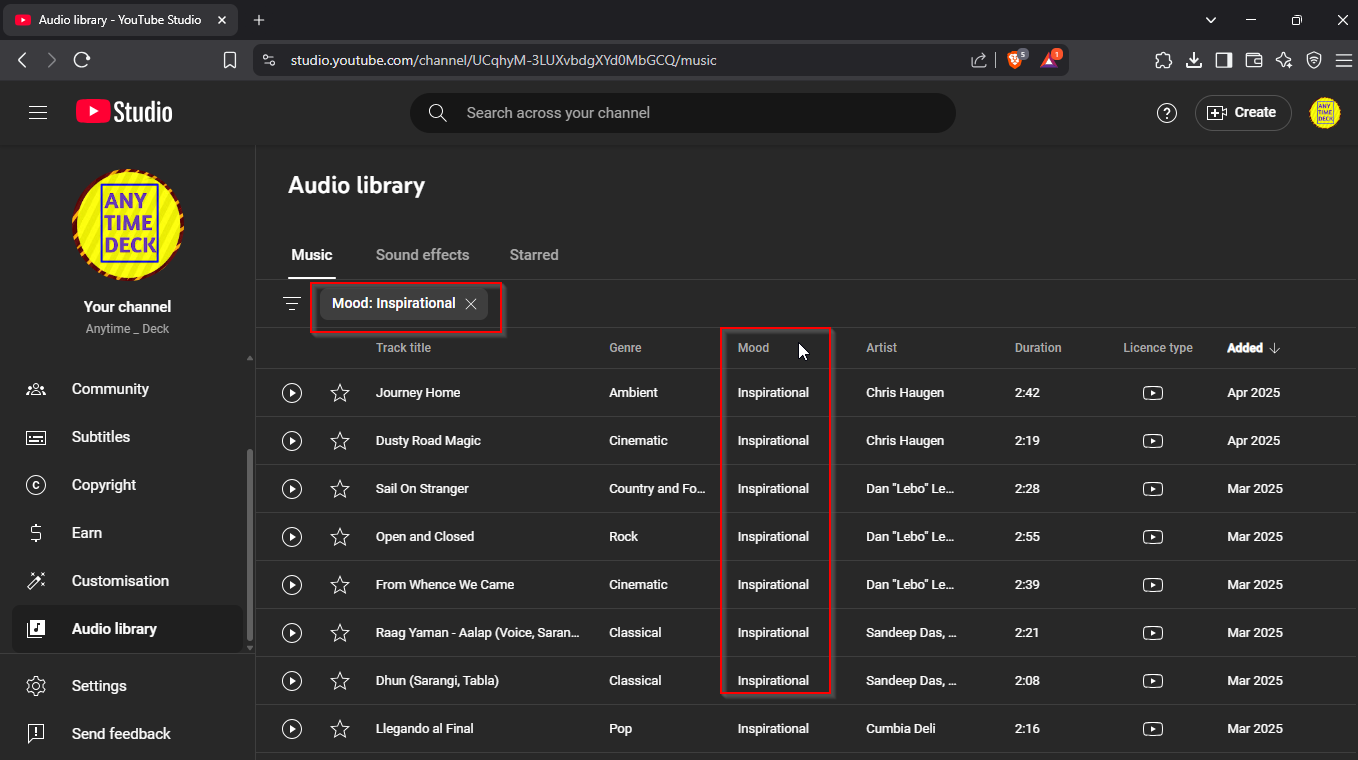 Audio library - YouTube Studio
studio.youtube.com/channel/UCqhyM-3LUXvbdgXYd0MbGCQ/music
5
1
Studio
Search across your channel
Create
ANY TIME DECK
ANY
TIME
DECK
Your channel
Anytime _ Deck
Community
Subtitles
Copyright
Earn
Customisation
Audio library
Settings
Send feedback
Audio library
Music Sound effects Starred
Mood: Inspirational
Track title Genre Mood Artist Duration Licence type Added
Journey Home Ambient Inspirational Chris Haugen 2:42 Apr 2025
Dusty Road Magic Cinematic Inspirational Chris Haugen 2:19 Apr 2025
Sail On Stranger Country and Fo... Inspirational Dan "Lebo" Le... 2:28 Mar 2025
Open and Closed Rock Inspirational Dan "Lebo" Le... 2:55 Mar 2025
From Whence We Came Cinematic Inspirational Dan "Lebo" Le... 2:39 Mar 2025
Raag Yaman - Aalap (Voice, Saran... Classical Inspirational Sandeep Das, ... 2:21 Mar 2025
Dhun (Sarangi, Tabla) Classical Inspirational Sandeep Das, ... 2:08 Mar 2025
Llegando al Final Pop Inspirational Cumbia Deli 2:16 Mar 2025